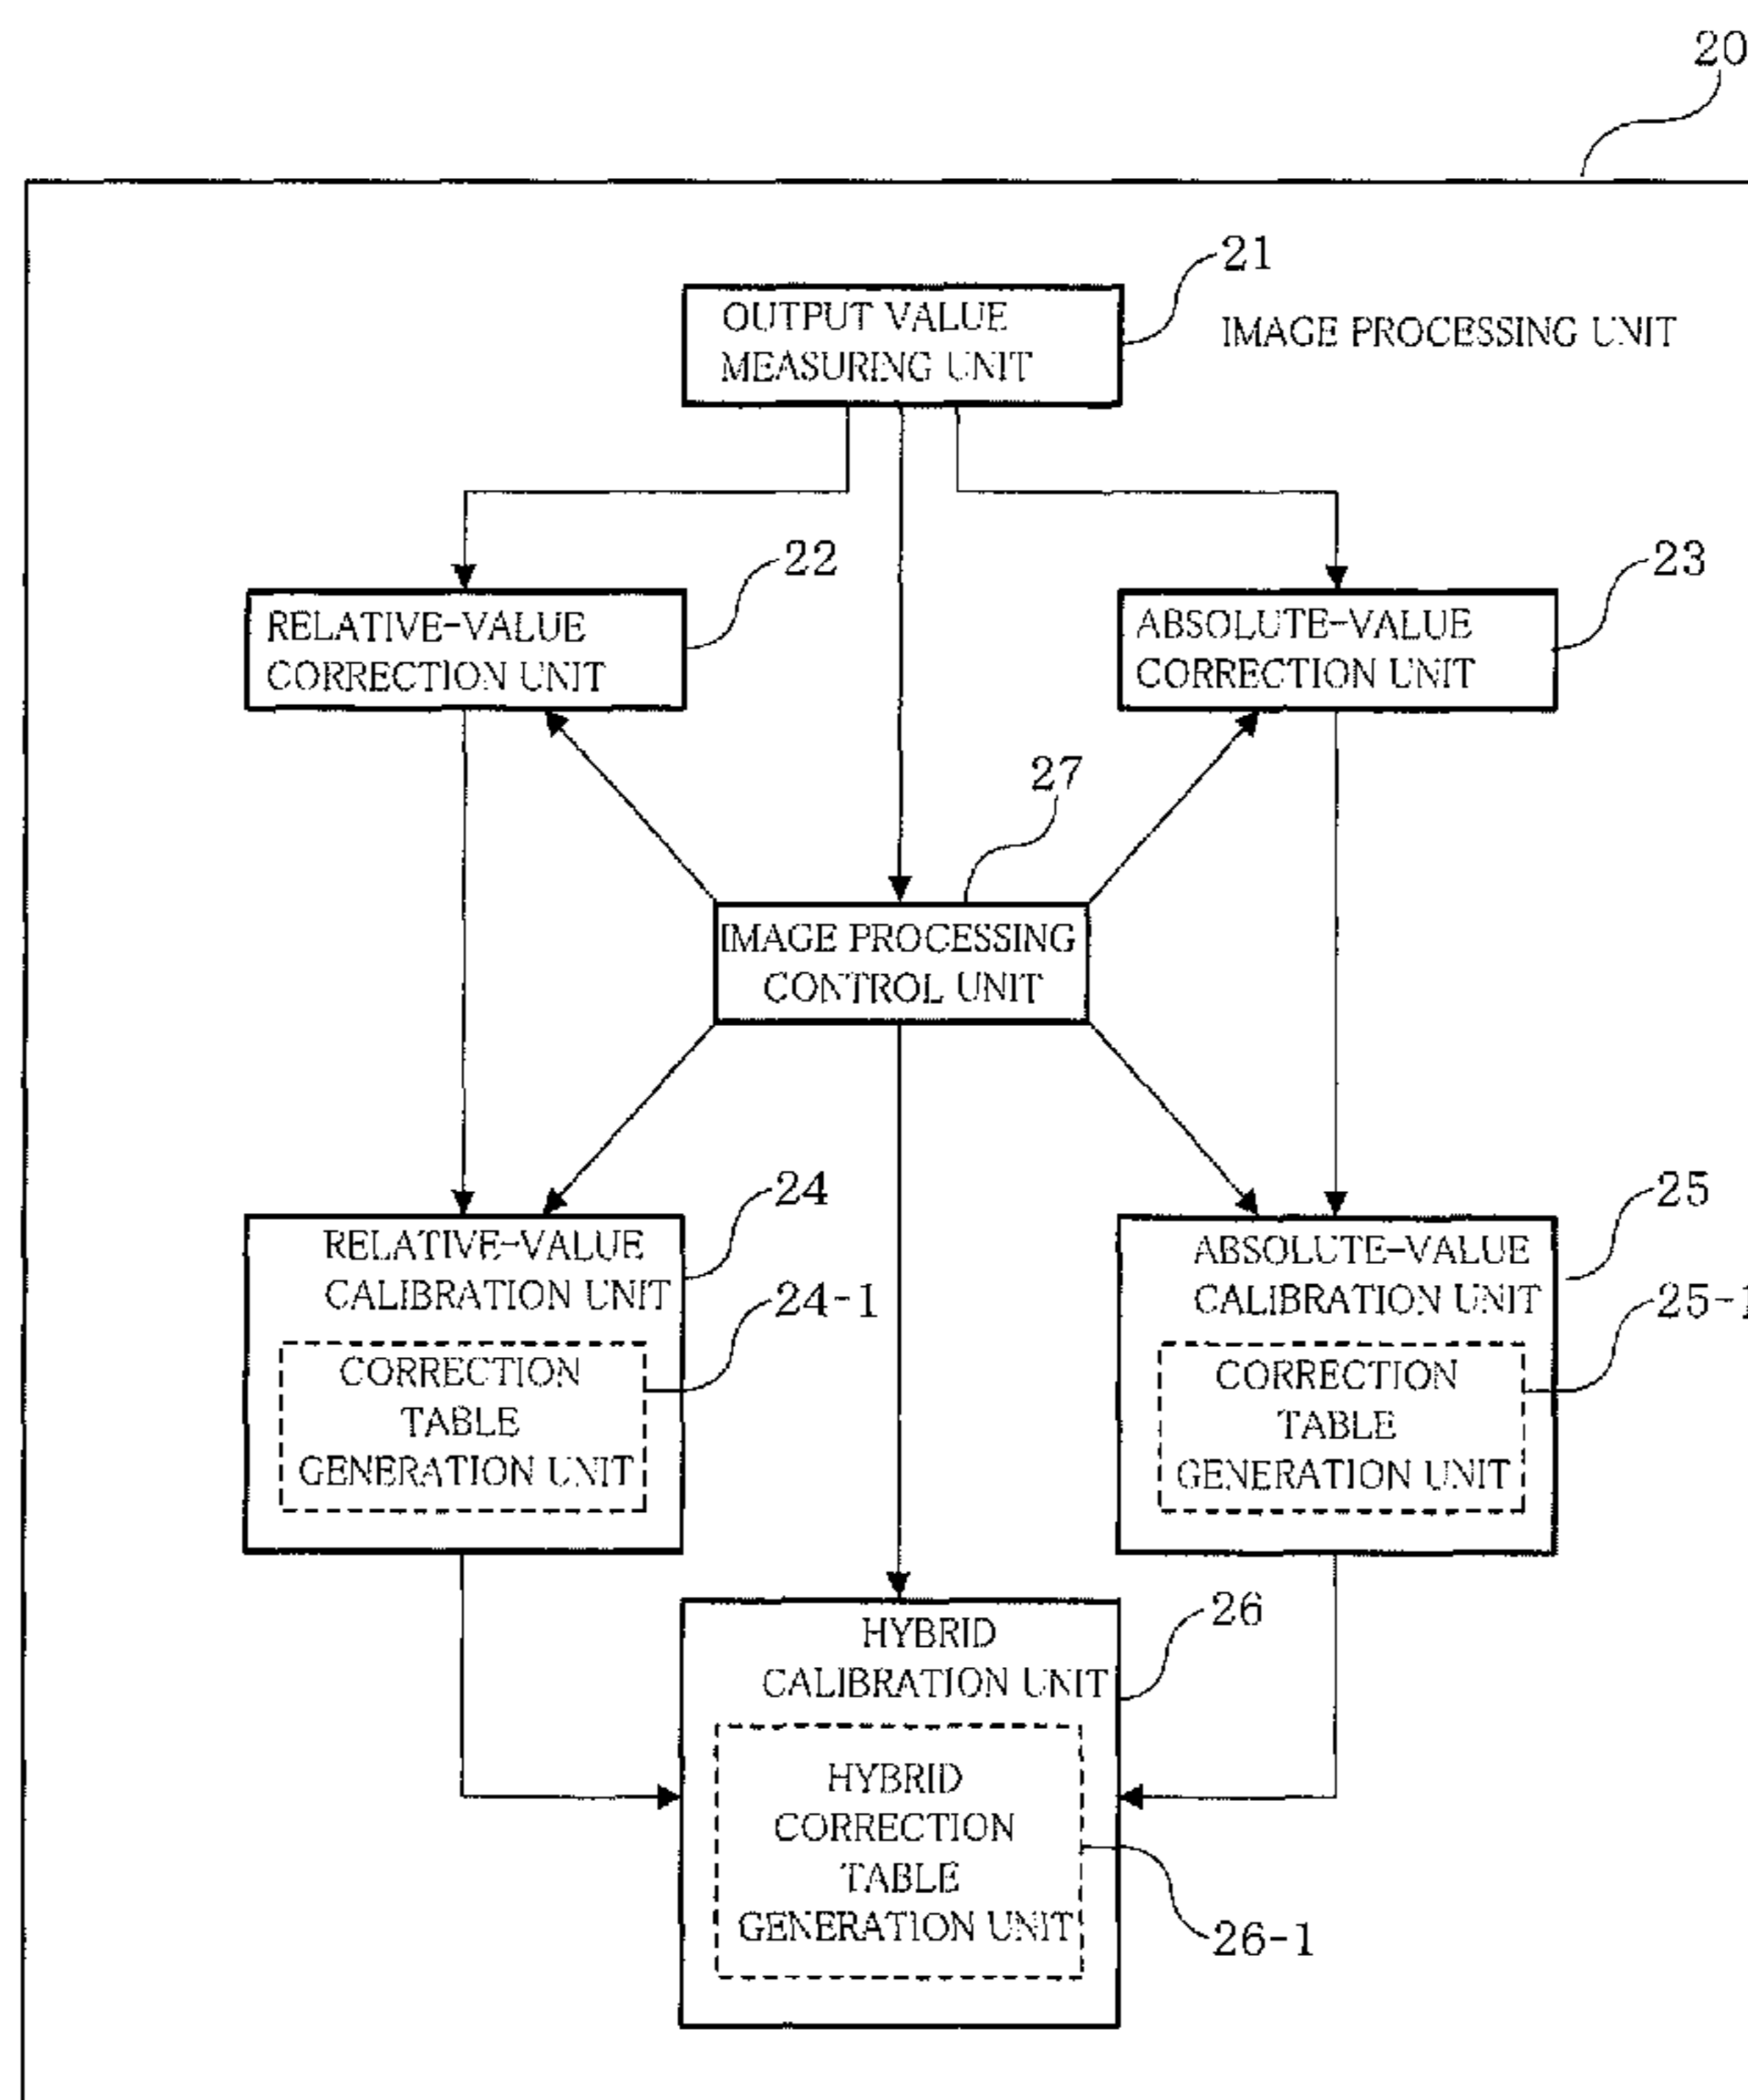 20
21
OUTPUT VALUE
MEASURING UNIT
IMAGE PROCESSING UNIT
22
23
RELATIVE-VALUE
CORRECTION UNIT
ABSOLUTE-VALUE
CORRECTION UNIT
27
IMAGE PROCESSING
CONTROL UNIT
24
25
RELATIVE-VALUE
CALIBRATION UNIT
ABSOLUTE-VALUE
CALIBRATION UNIT
24-1
25-1
CORRECTION
TABLE
GENERATION UNIT
CORRECTION
TABLE
GENERATION UNIT
26
HYBRID
CALIBRATION UNIT
HYBRID
CORRECTION
TABLE
GENERATION UNIT
26-1